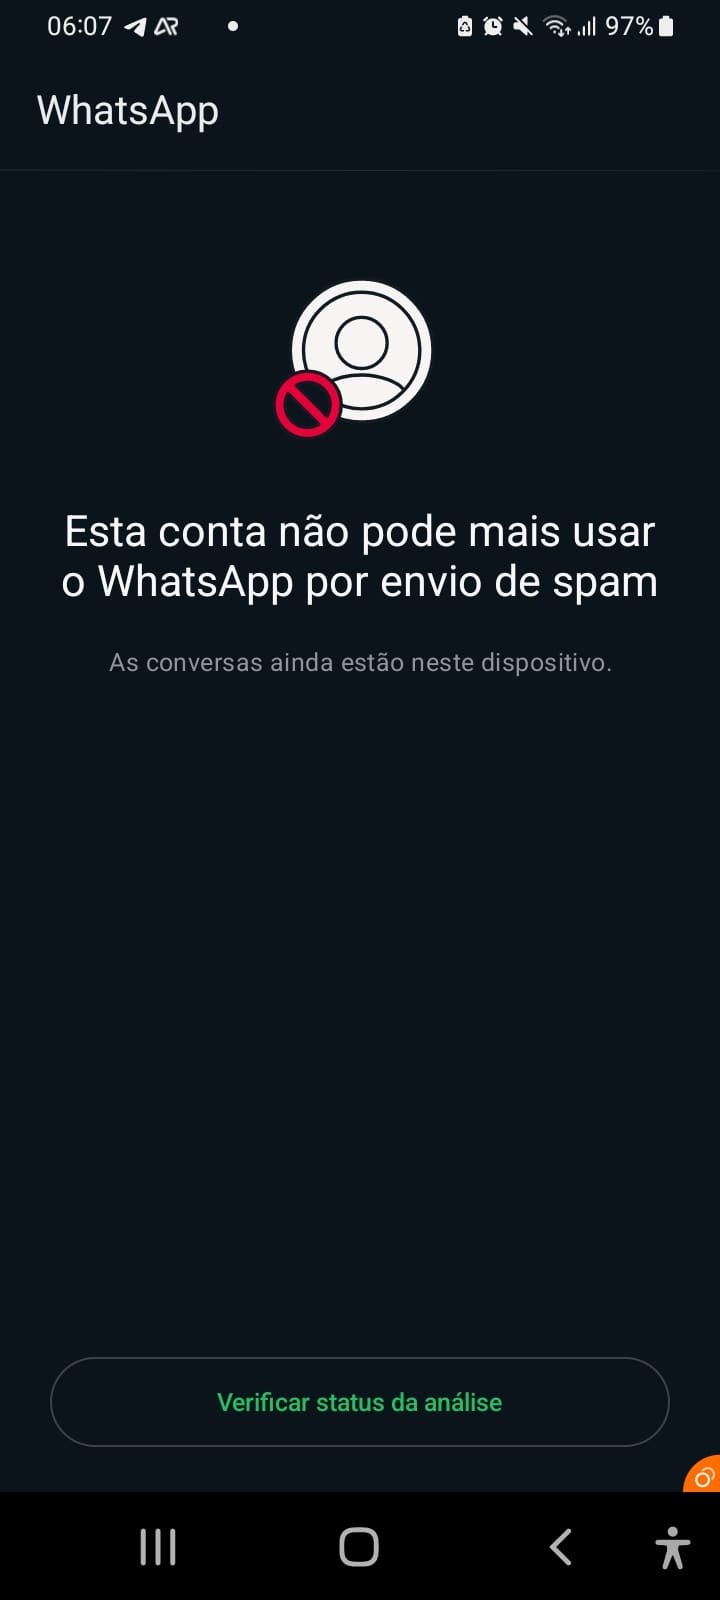 06:07
97%
WhatsApp
Esta conta não pode mais usar
o WhatsApp por envio de spam
As conversas ainda estão neste dispositivo.
Verificar status da análise